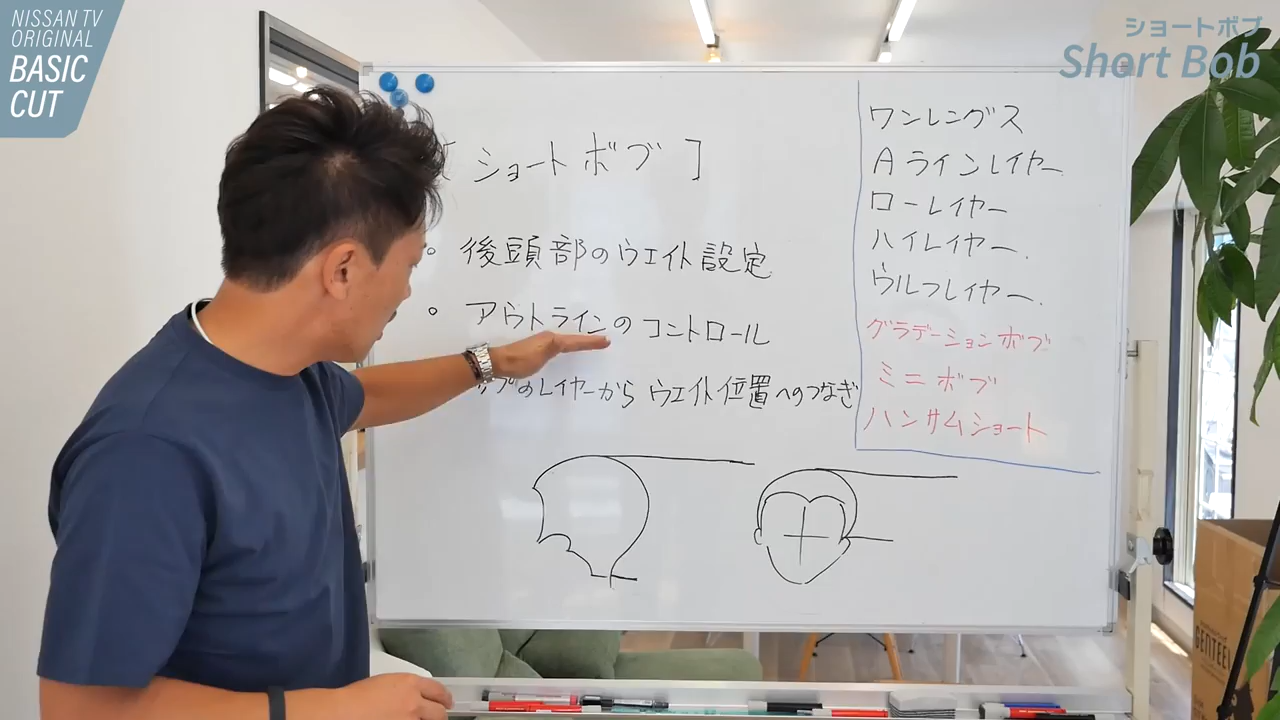 NISSAN TV
ORIGINAL
BASIC
CUT
ショートボブ
Short Bob
[ショートボブ]
○ 後頭部のウエイト設定
○ アウトラインのコントロール
プのレイヤーから ウエイト位置へのつなぎ
ワンレングス
Aラインレイヤー
ローレイヤー
ハイレイヤー
ウルフレイヤー
グラデーションボブ
ミニボブ
ハンサムショート